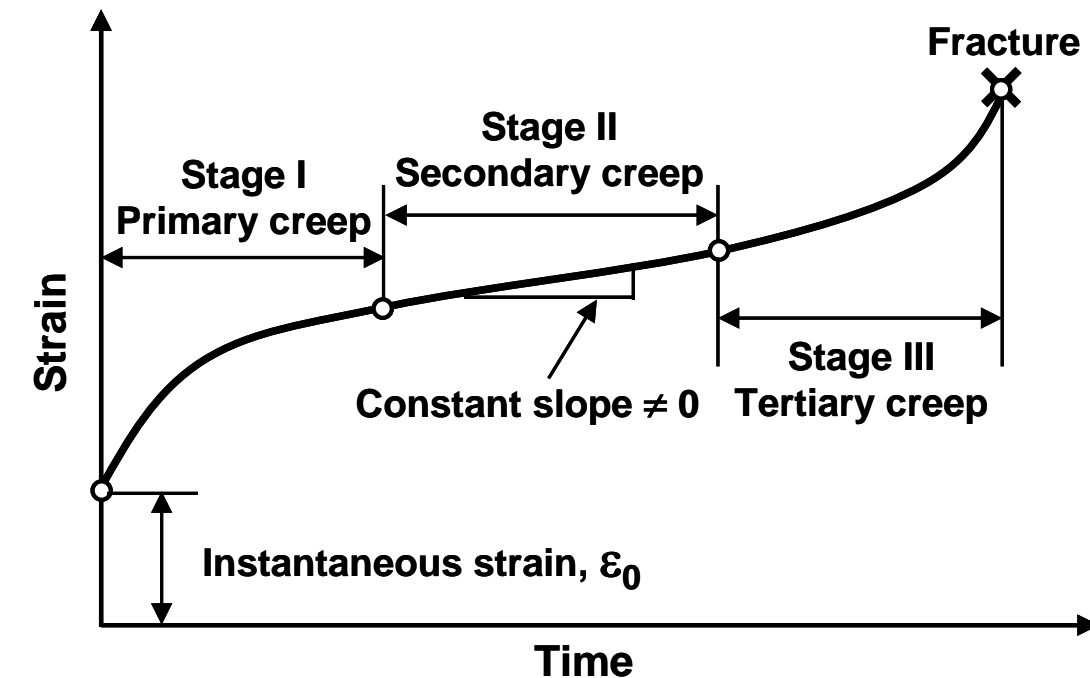 Fracture
Stage II
Secondary creep
Stage I
Primary creep
Strain
Stage III
Tertiary creep
Constant slope ≠ 0
Instantaneous strain, ε0
Time